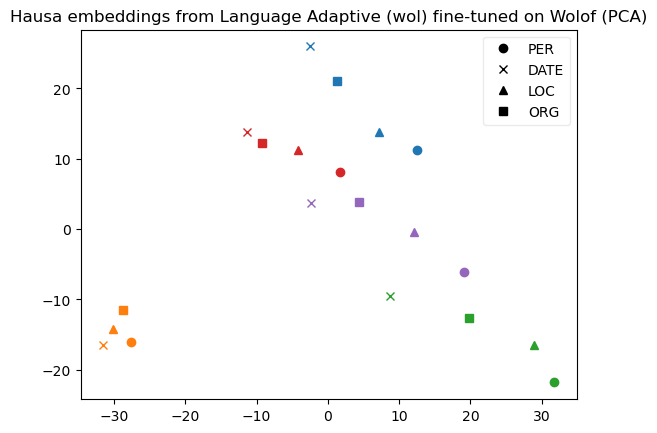 Hausa embeddings from Language Adaptive (wol) fine-tuned on Wolof (PCA)
PER
DATE
LOC
ORG
20
10
0
−10
−20
−30 −20 −10 0 10 20 30